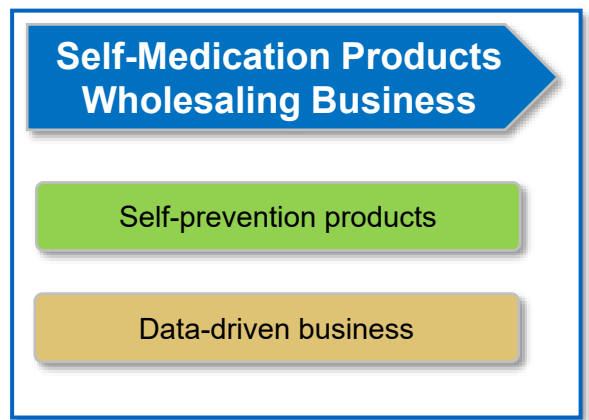 Self-Medication Products
Wholesaling Business
Self-prevention products
Data-driven business